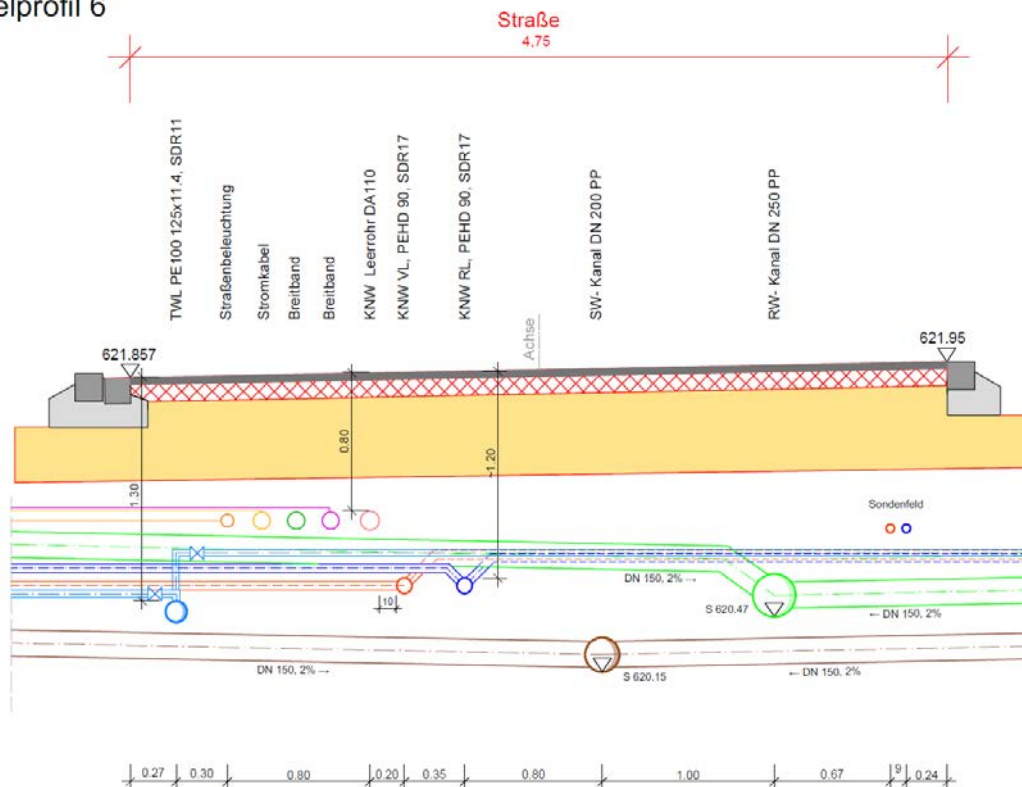 elprofil 6
Straße
4,75
TWL PE100 125x11.4, SDR11
Straßenbeleuchtung
Stromkabel
Breitband
Breitband
KNW Leerrohr DA110
KNW VL, PEHD 90, SDR17
KNW RL, PEHD 90, SDR17
Achse
SW- Kanal DN 200 PP
RW- Kanal DN 250 PP
621.857
621.95
0.80
~1.20
1.30
Sondenfeld
DN 150, 2% →
10
S 620.47
← DN 150, 2%
DN 150, 2% →
S 620.15
← DN 150, 2%
0.27 0.30 0.80 0.20 0.35 0.80 1.00 0.67 9 0.24